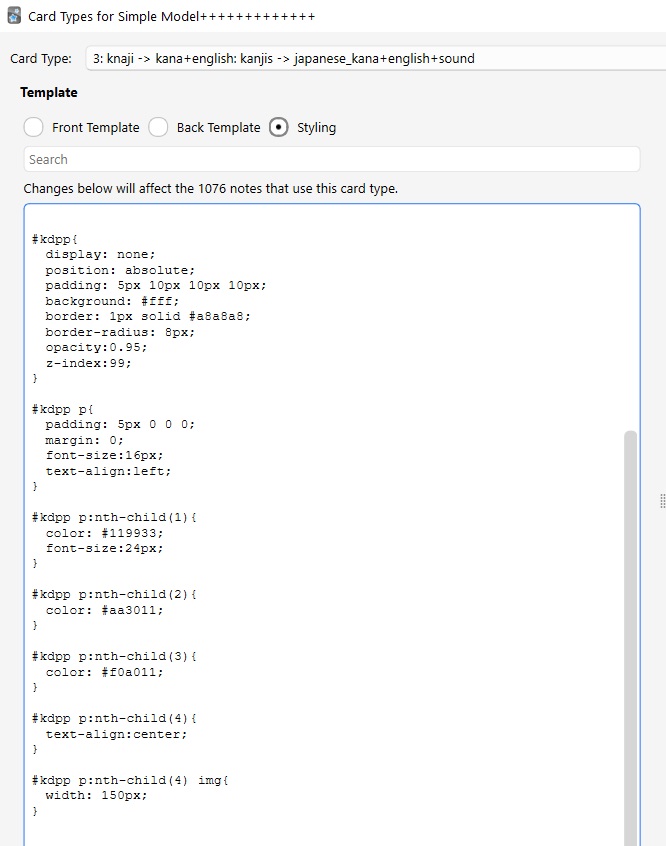 Card Types for Simple Model+++++++++++++
Card Type: 3: knaji -> kana+english: kanjis -> japanese_kana+english+sound
Template
Front Template Back Template Styling
Search
Changes below will affect the 1076 notes that use this card type.
#kdpp{
display: none;
position: absolute;
padding: 5px 10px 10px 10px;
background: #fff;
border: 1px solid #a8a8a8;
border-radius: 8px;
opacity:0.95;
z-index:99;
}
#kdpp p{
padding: 5px 0 0 0;
margin: 0;
font-size:16px;
text-align:left;
}
#kdpp p:nth-child(1){
color: #119933;
font-size:24px;
}
#kdpp p:nth-child(2){
color: #aa3011;
}
#kdpp p:nth-child(3){
color: #f0a011;
}
#kdpp p:nth-child(4){
text-align:center;
}
#kdpp p:nth-child(4) img{
width: 150px;
}